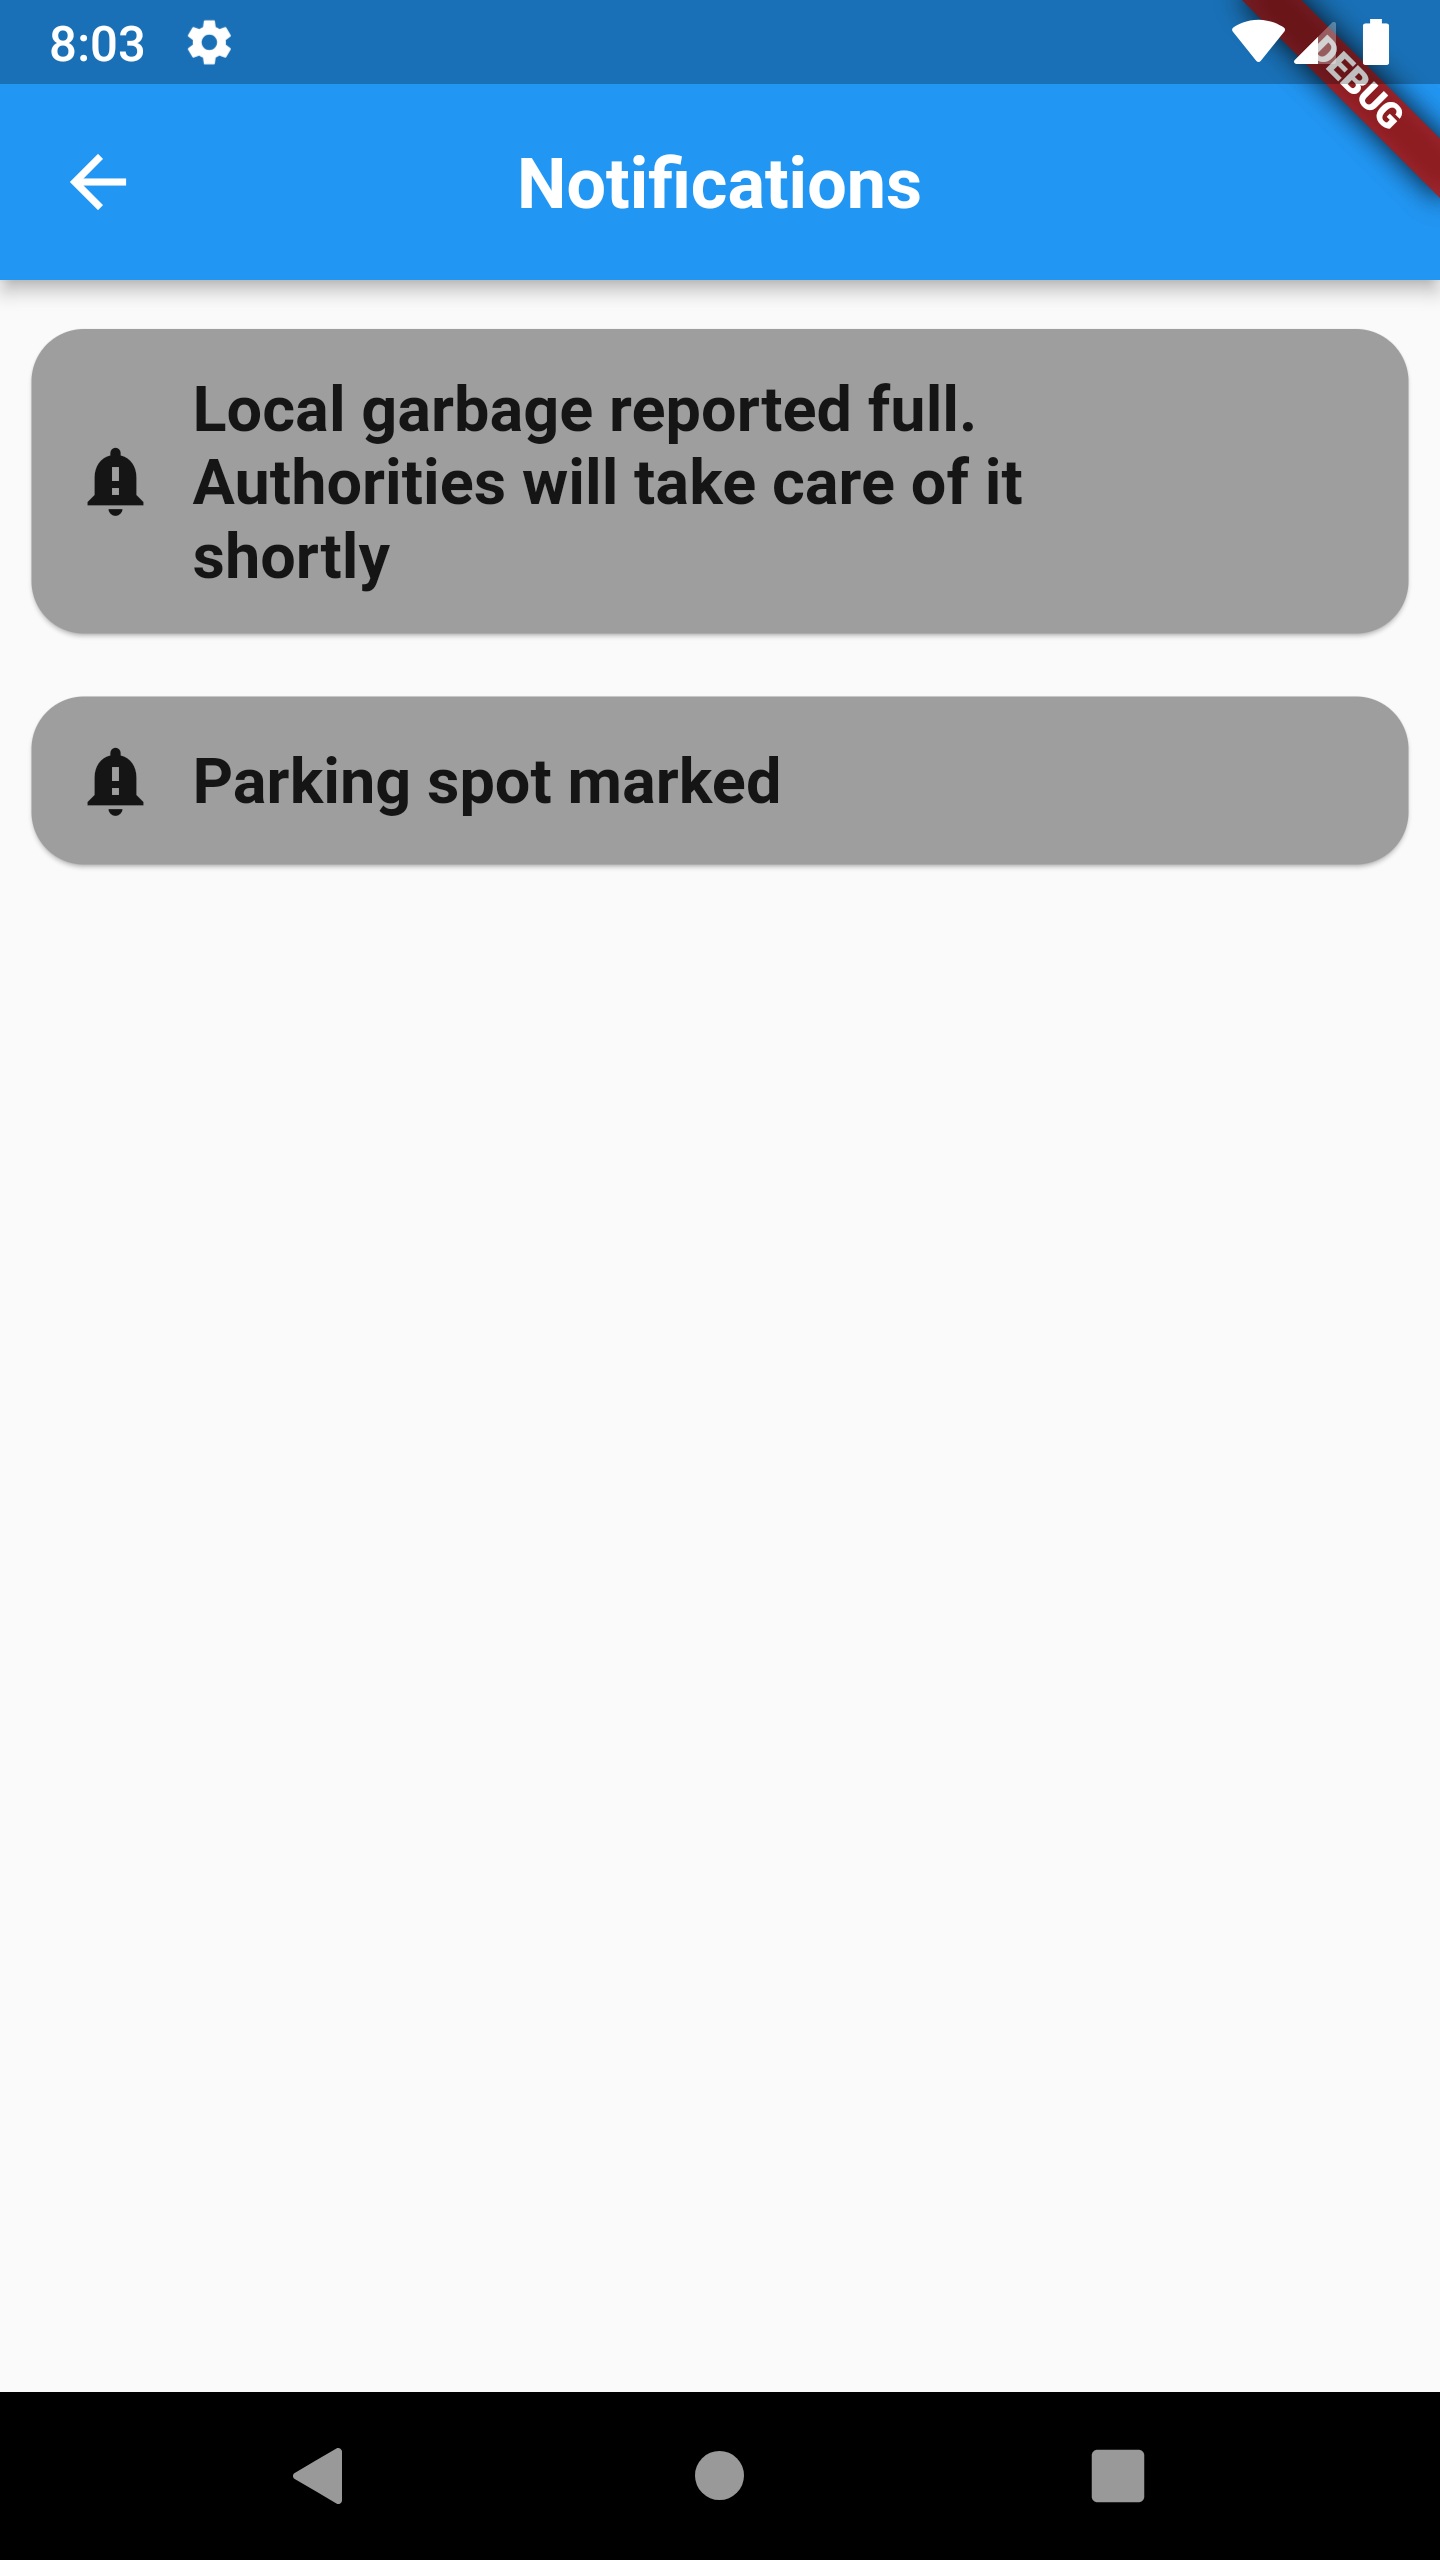 8:03
DEBUG
Notifications
Local garbage reported full.
Authorities will take care of it
shortly
Parking spot marked